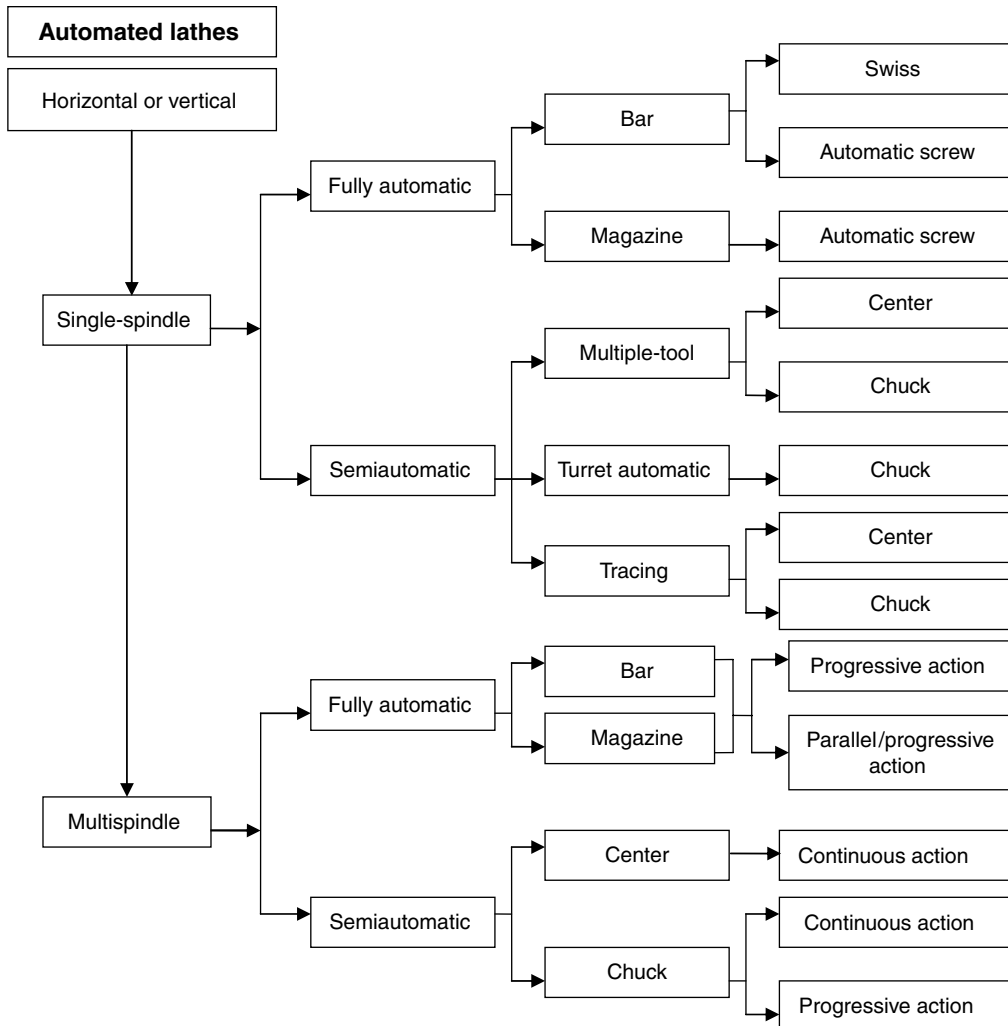 Automated lathes
Horizontal or vertical
Single-spindle
Fully automatic
Bar
Swiss
Automatic screw
Magazine
Automatic screw
Semiautomatic
Multiple-tool
Center
Chuck
Turret automatic
Chuck
Tracing
Center
Chuck
Multispindle
Fully automatic
Bar
Magazine
Progressive action
Parallel/progressive
action
Semiautomatic
Center
Continuous action
Chuck
Continuous action
Progressive action